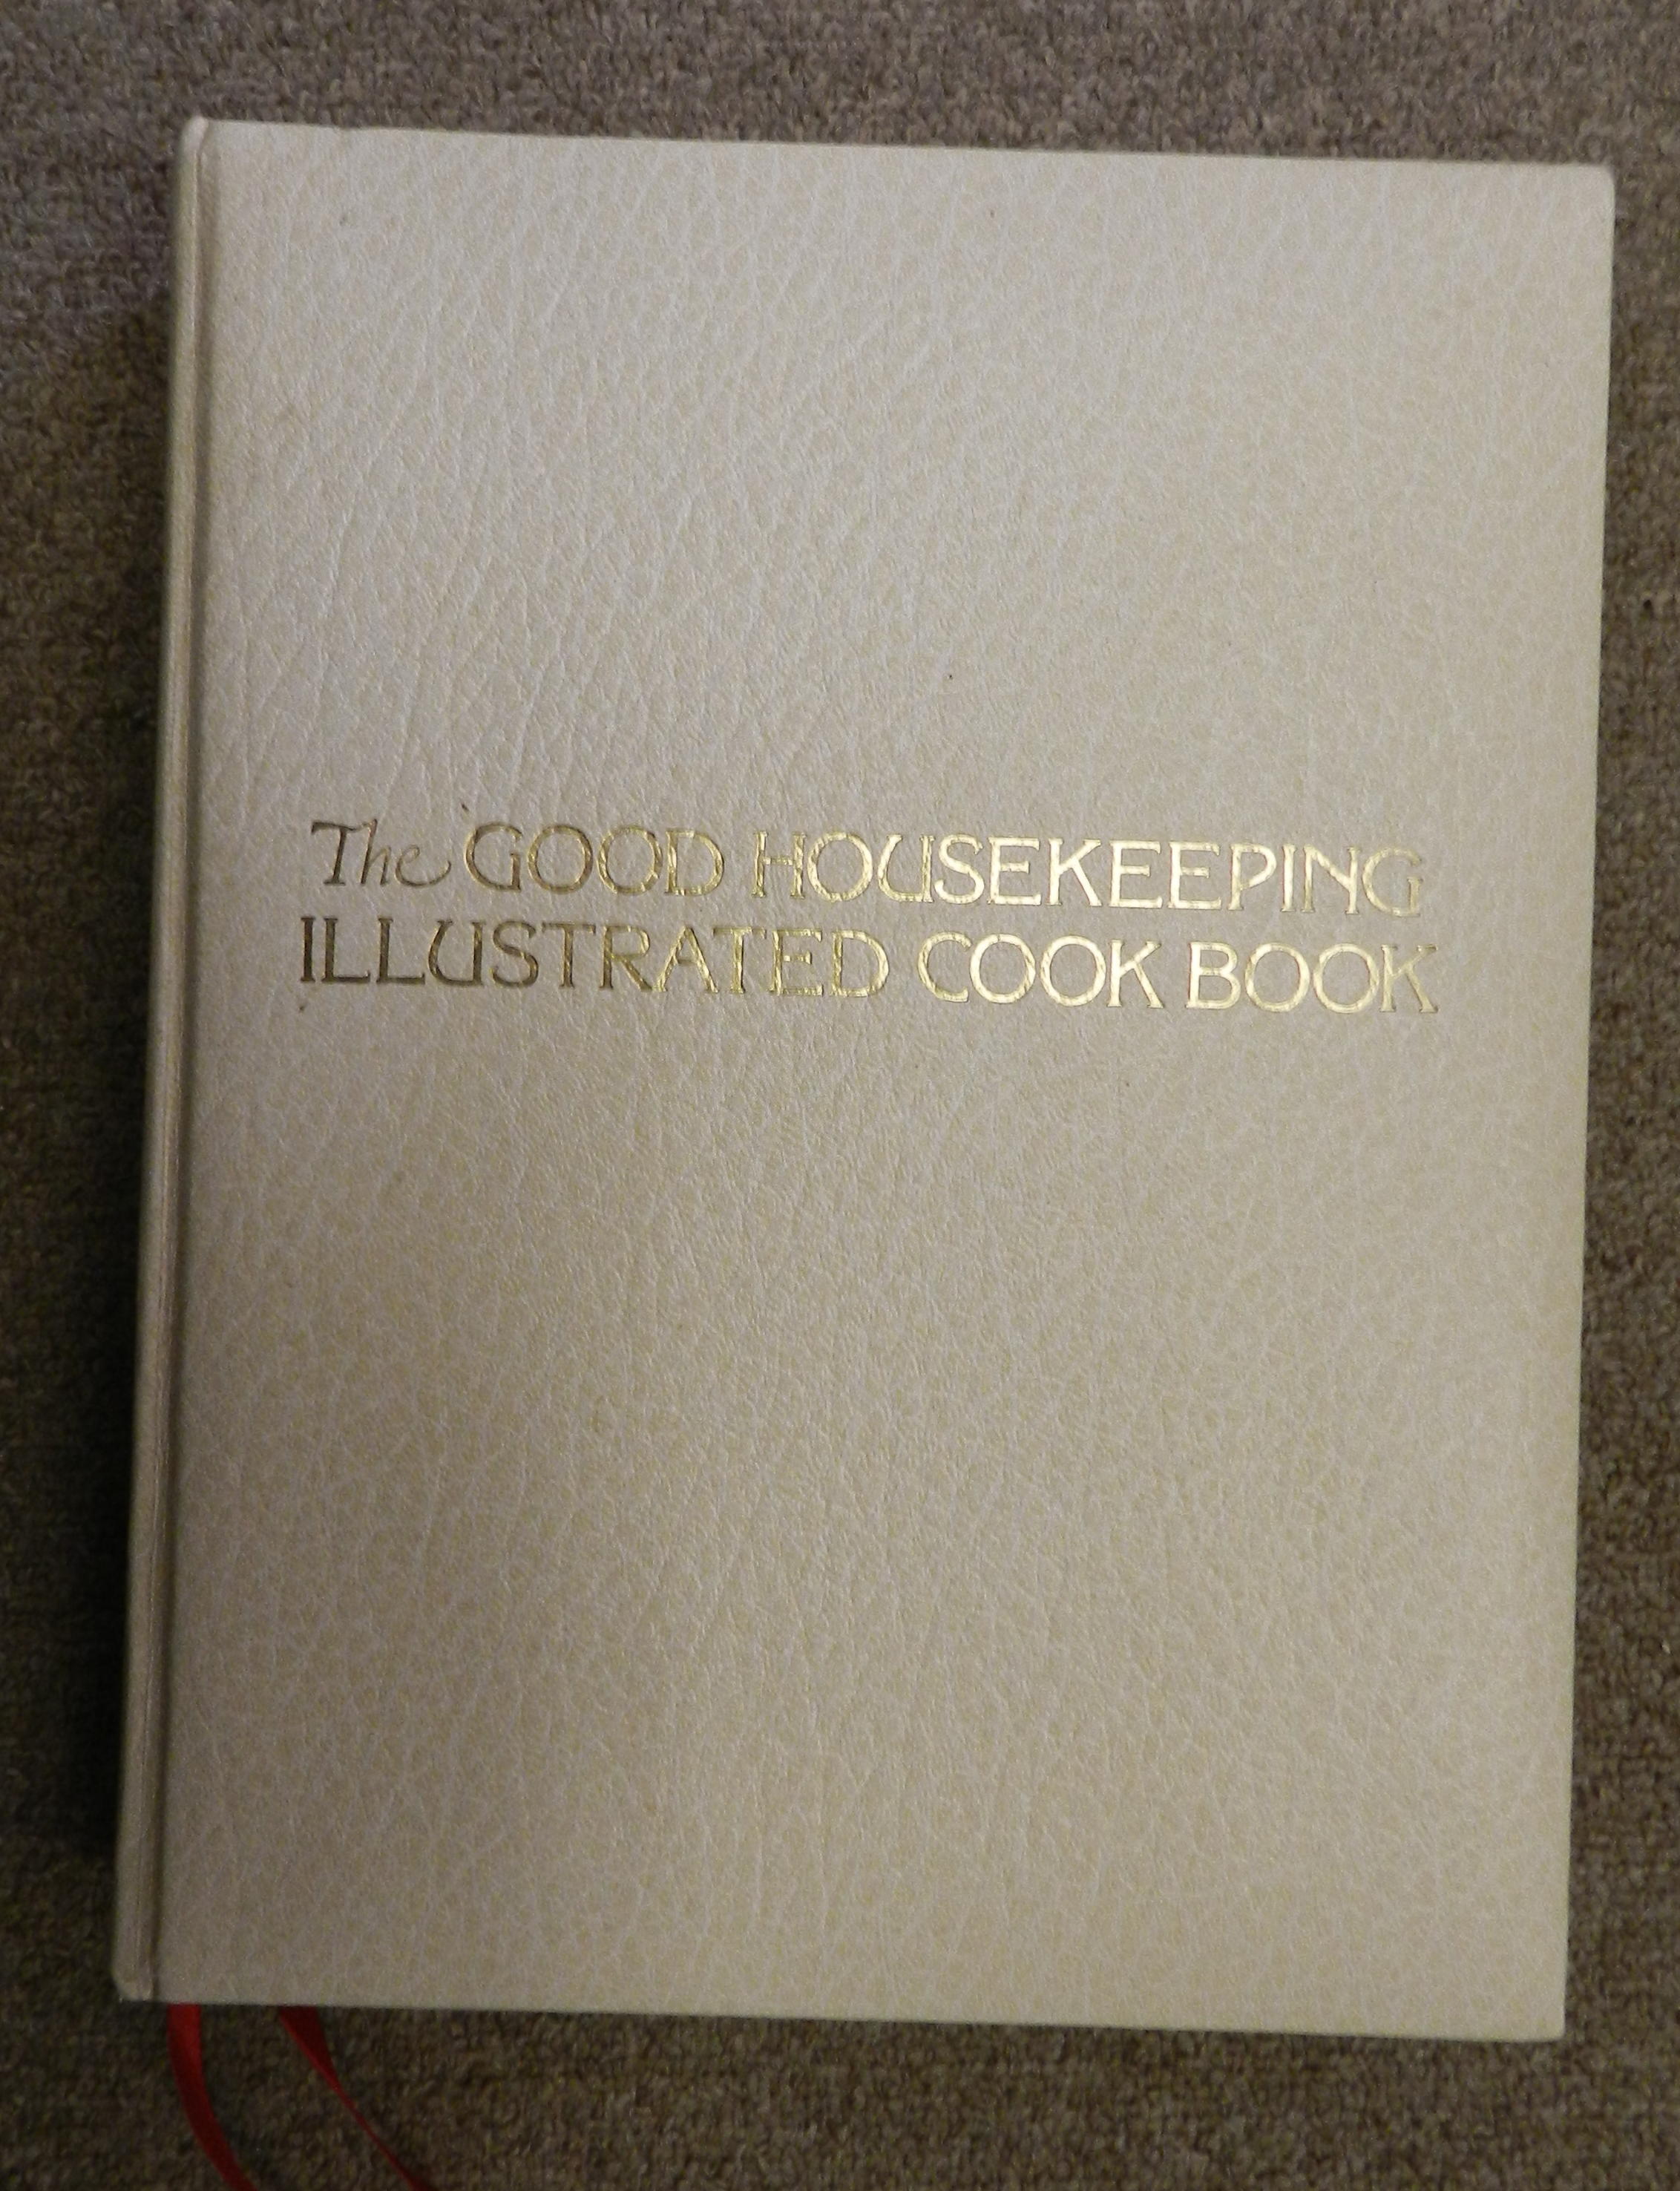 The GOOD HOUSEKEEPING
ILLUSTRATED COOK BOOK